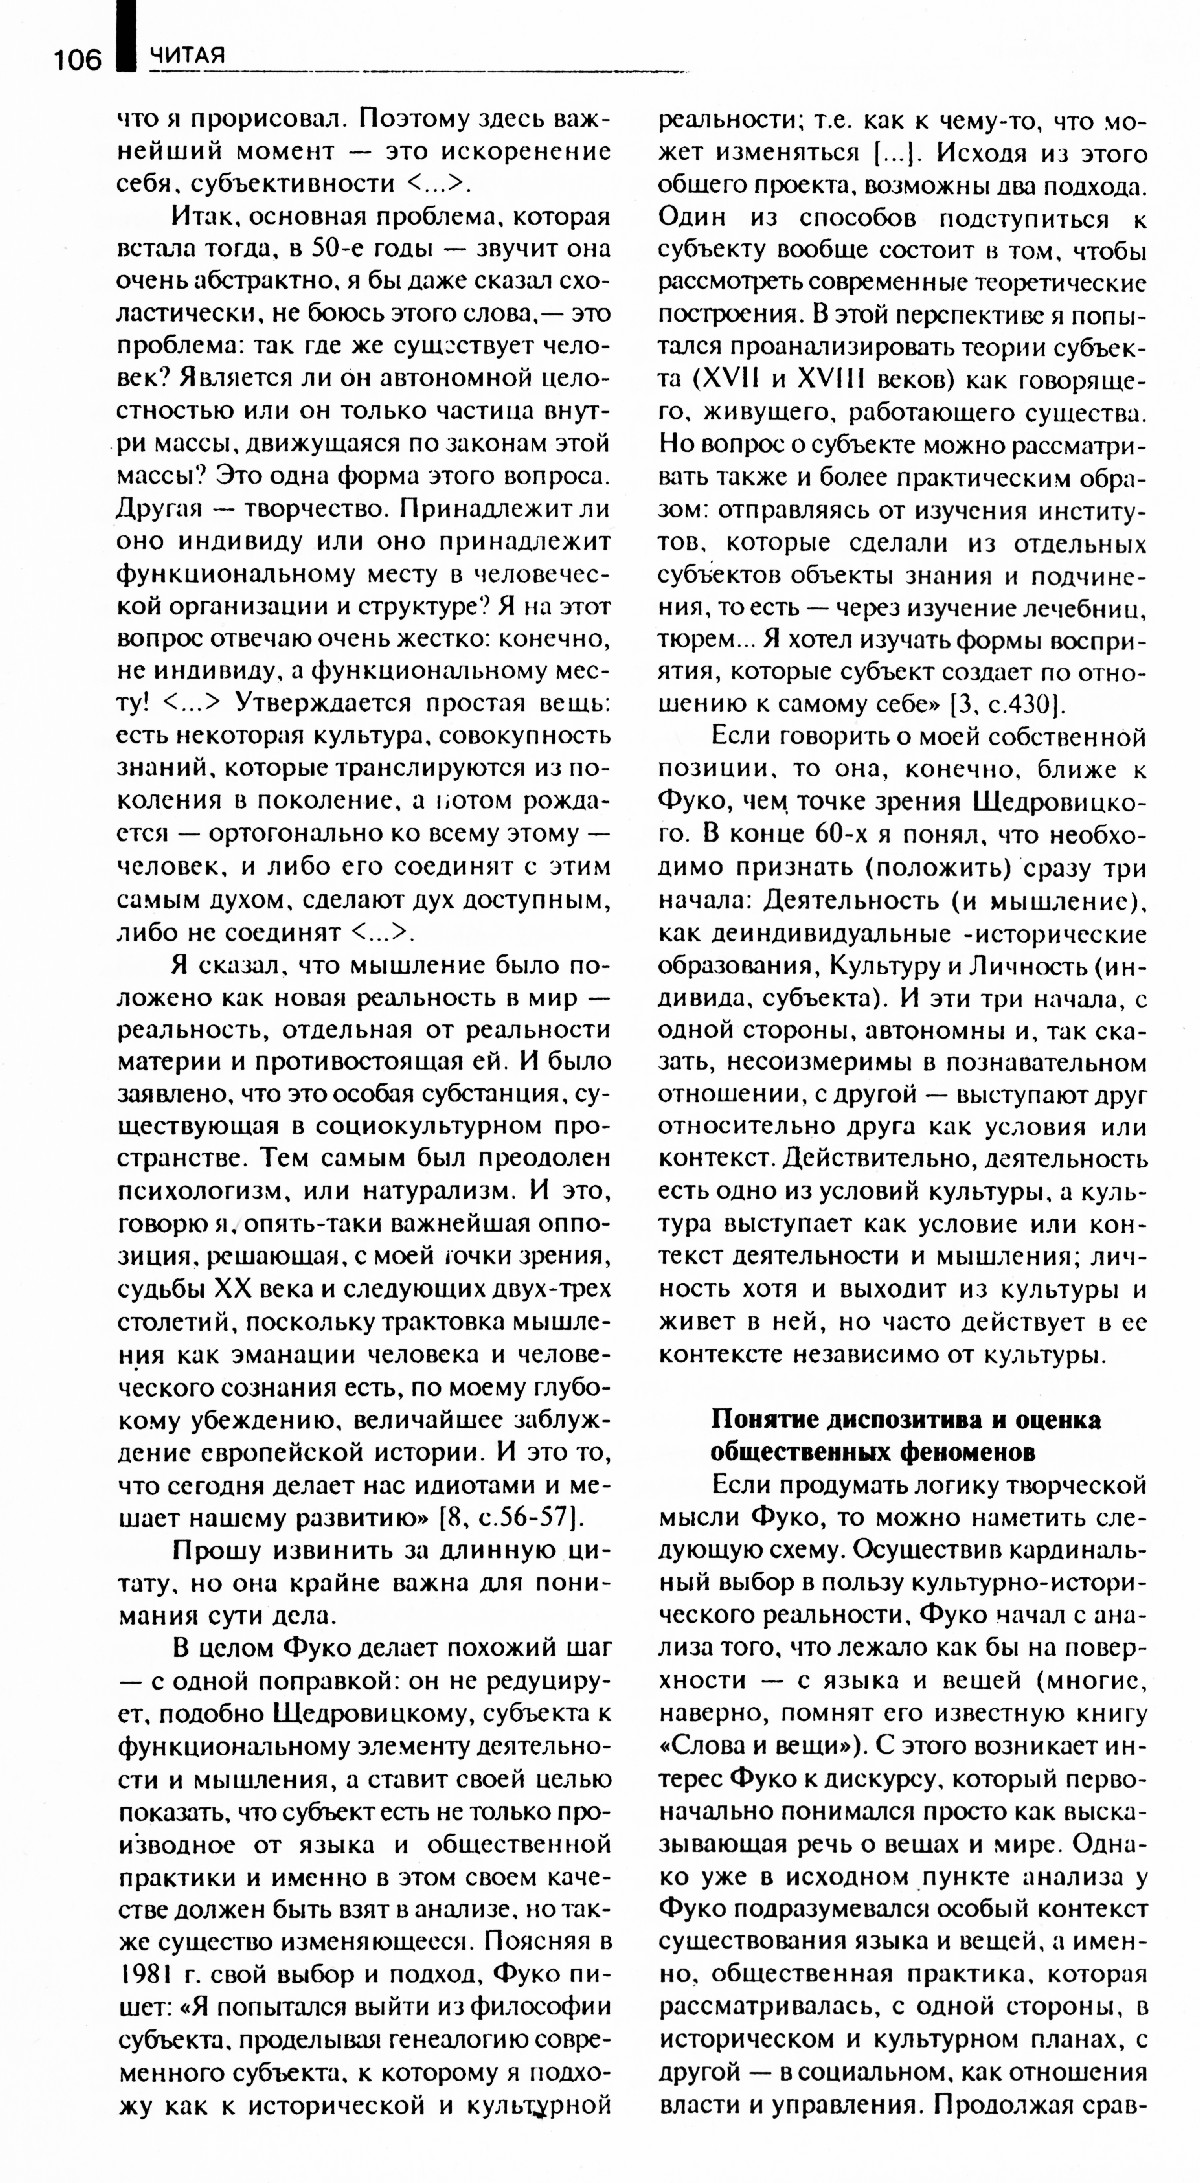 106
ЧИТАЯ
что я прорисовал. Поэтому здесь важ-
нейший момент — это искоренение
себя, субъективности <...>.
Итак, основная проблема, которая
встала тогда, в 50-е годы — звучит она
очень абстрактно, я бы даже сказал схо-
ластически, не боюсь этого слова,— это
проблема: так где же существует чело-
век? Является ли он автономной цело-
стностью или он только частица внут-
ри массы, движущаяся по законам этой
массы? Это одна форма этого вопроса.
Другая — творчество. Принадлежит ли
оно индивиду или оно принадлежит
функциональному месту в человечес-
кой организации и структуре? Я на этот
вопрос отвечаю очень жестко: конечно,
не индивиду, а функциональному мес-
ту! <...> Утверждается простая вещь:
есть некоторая культура, совокупность
знаний, которые транслируются из по-
коления в поколение, а потом рожда-
ется — ортогонально ко всему этому —
человек, и либо его соединят с этим
самым духом, сделают дух доступным,
либо не соединят <...>.
Я сказал, что мышление было по-
ложено как новая реальность в мир —
реальность, отдельная от реальности
материи и противостоящая ей. И было
заявлено, что это особая субстанция, су-
ществующая в социокультурном про-
странстве. Тем самым был преодолен
психологизм, или натурализм. И это,
говорю я, опять-таки важнейшая оппо-
зиция, решающая, с моей точки зрения,
судьбы XX века и следующих двух-трех
столетий, поскольку трактовка мышле-
ния как эманации человека и челове-
ческого сознания есть, по моему глубо-
кому убеждению, величайшее заблуж-
дение европейской истории. И это то,
что сегодня делает нас идиотами и ме-
шает нашему развитию» [8, с.56-57].
Прошу извинить за длинную ци-
тату, но она крайне важна для пони-
мания сути дела.
В целом Фуко делает похожий шаг
— с одной поправкой: он не редуциру-
ет, подобно Щедровицкому, субъекта к
функциональному элементу деятельно-
сти и мышления, а ставит своей целью
показать, что субъект есть не только про-
изводное от языка и общественной
практики и именно в этом своем каче-
стве должен быть взят в анализе, но так-
же существо изменяющееся. Поясняя в
1981 г. свой выбор и подход, Фуко пи-
шет: «Я попытался выйти из философии
субъекта, проделывая генеалогию совре-
менного субъекта, к которому я подхо-
жу как к исторической и культурной
реальности; т.е. как к чему-то, что мо-
жет изменяться [...]. Исходя из этого
общего проекта, возможны два подхода.
Один из способов подступиться к
субъекту вообще состоит в том, чтобы
рассмотреть современные теоретические
построения. В этой перспективе я попы-
тался проанализировать теории субъек-
та (XVII и XVIII веков) как говоряще-
го, живущего, работающего существа.
Но вопрос о субъекте можно рассматри-
вать также и более практическим обра-
зом: отправляясь от изучения институ-
тов, которые сделали из отдельных
субъектов объекты знания и подчине-
ния, то есть — через изучение лечебниц,
тюрем... Я хотел изучать формы воспри-
ятия, которые субъект создает по отно-
шению к самому себе» [3, с.430].
Если говорить о моей собственной
позиции, то она, конечно, ближе к
Фуко, чем точке зрения Щедровицко-
го. В конце 60-х я понял, что необхо-
димо признать (положить) сразу три
начала: Деятельность (и мышление),
как деиндивидуальные -исторические
образования, Культуру и Личность (ин-
дивида, субъекта). И эти три начала, с
одной стороны, автономны и, так ска-
зать, несоизмеримы в познавательном
отношении, с другой — выступают друг
относительно друга как условия или
контекст. Действительно, деятельность
есть одно из условий культуры, а куль-
тура выступает как условие или кон-
текст деятельности и мышления; лич-
ность хотя и выходит из культуры и
живет в ней, но часто действует в ее
контексте независимо от культуры.
Понятие диспозитива и оценка
общественных феноменов
Если продумать логику творческой
мысли Фуко, то можно наметить сле-
дующую схему. Осуществив кардиналь-
ный выбор в пользу культурно-истори-
ческого реальности, Фуко начал с ана-
лиза того, что лежало как бы на повер-
хности — с языка и вещей (многие,
наверно, помнят его известную книгу
«Слова и вещи»). С этого возникает ин-
терес Фуко к дискурсу, который перво-
начально понимался просто как выска-
зывающая речь о вещах и мире. Одна-
ко уже в исходном пункте анализа у
Фуко подразумевался особый контекст
существования языка и вещей, а имен-
но, общественная практика, которая
рассматривалась, с одной стороны, в
историческом и культурном планах, с
другой — в социальном, как отношения
власти и управления. Продолжая срав-